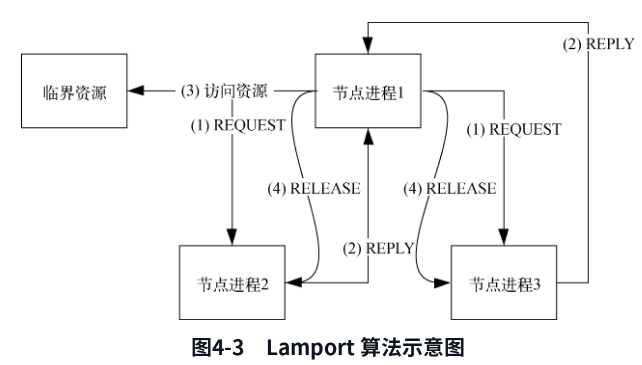 (2) REPLY
临界资源
(3) 访问资源
节点进程1
(1) REQUEST
(1) REQUEST
(4) RELEASE
(4) RELEASE
(2) REPLY
节点进程2
节点进程3
图4-3 Lamport 算法示意图